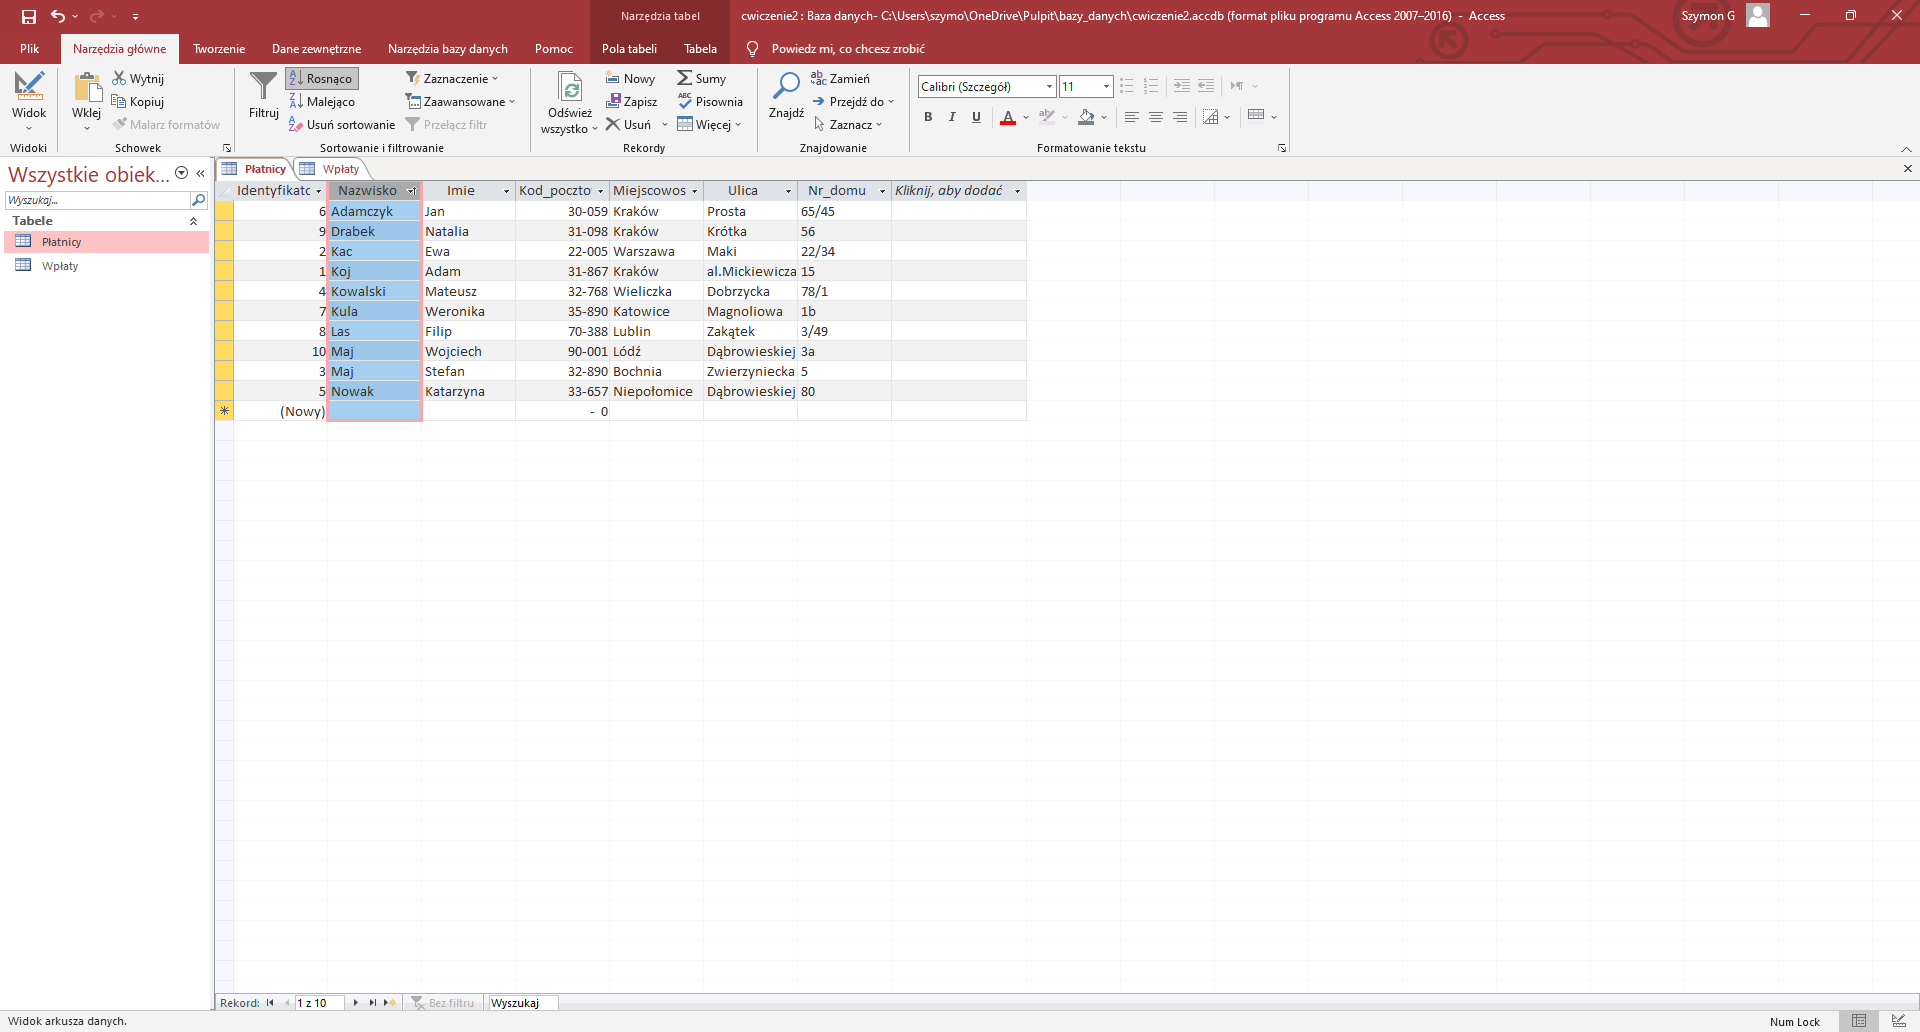 Narzędzia tabel
cwiczenie2 : Baza danych- C:\Users\szymo\OneDrive\Pulpit\bazy_danych\cwiczenie2.accdb (format pliku programu Access 2007–2016) - Access
Szymon G
Plik
Narzędzia główne
Tworzenie
Dane zewnętrzne
Narzędzia bazy danych
Pomoc
Pola tabeli
Tabela
Powiedz mi, co chcesz zrobić
Widok
Widoki
Wklej
Wytnij
Kopiuj
Malarz formatów
Schowek
Filtruj
Rosnąco
Malejąco
Usuń sortowanie
Zaznaczenie
Zaawansowane
Przełącz filtr
Sortowanie i filtrowanie
Odśwież
wszystko
Nowy
Zapisz
Usuń
Sumy
Pisownia
Więcej
Rekordy
Znajdź
Zamień
Przejdź do
Zaznacz
Znajdowanie
Calibri (Szczegół)
11
B I U
Formatowanie tekstu
Wszystkie obiek...
Wyszukaj...
Tabele
Płatnicy
Wpłaty
Płatnicy
Wpłaty
Identyfikatc Nazwisko Imie Kod_poczto Miejscowos Ulica Nr_domu Kliknij, aby dodać
6 Adamczyk Jan 30-059 Kraków Prosta 65/45
9 Drabek Natalia 31-098 Kraków Krótka 56
2 Kac Ewa 22-005 Warszawa Maki 22/34
1 Koj Adam 31-867 Kraków al.Mickiewicza 15
4 Kowalski Mateusz 32-768 Wieliczka Dobrzycka 78/1
7 Kula Weronika 35-890 Katowice Magnoliowa 1b
8 Las Filip 70-388 Lublin Zakątek 3/49
10 Maj Wojciech 90-001 Lódź Dąbrowieskiej 3a
3 Maj Stefan 32-890 Bochnia Zwierzyniecka 5
5 Nowak Katarzyna 33-657 Niepołomice Dąbrowieskiej 80
(Nowy) - 0
Rekord: 1 z 10 Bez filtru Wyszukaj
Widok arkusza danych.
Num Lock